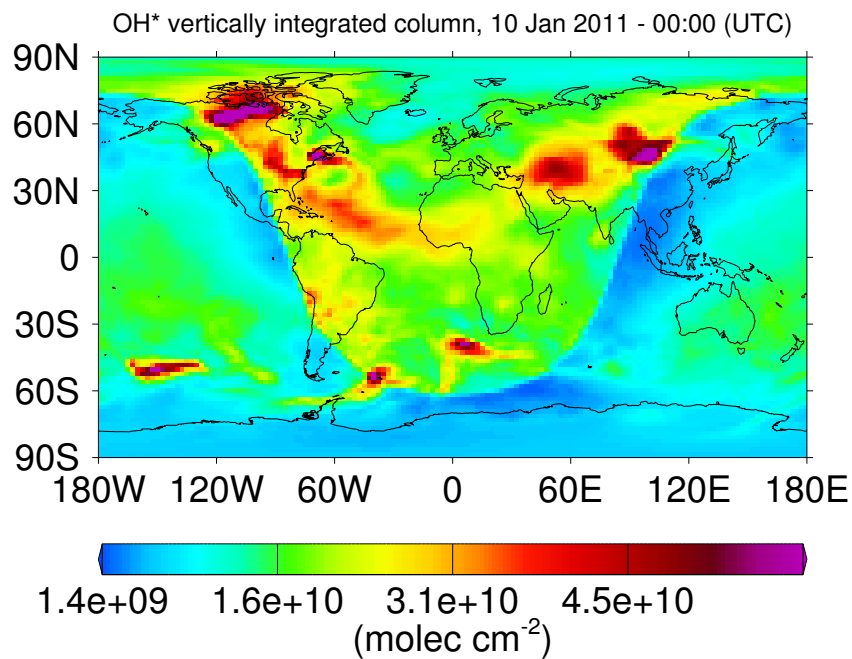 OH* vertically integrated column, 10 Jan 2011 - 00:00 (UTC)
90N
60N
30N
0
30S
60S
90S
180W 120W 60W 0 60E 120E 180E
1.4e+09 1.6e+10 3.1e+10 4.5e+10
(molec cm⁻²)